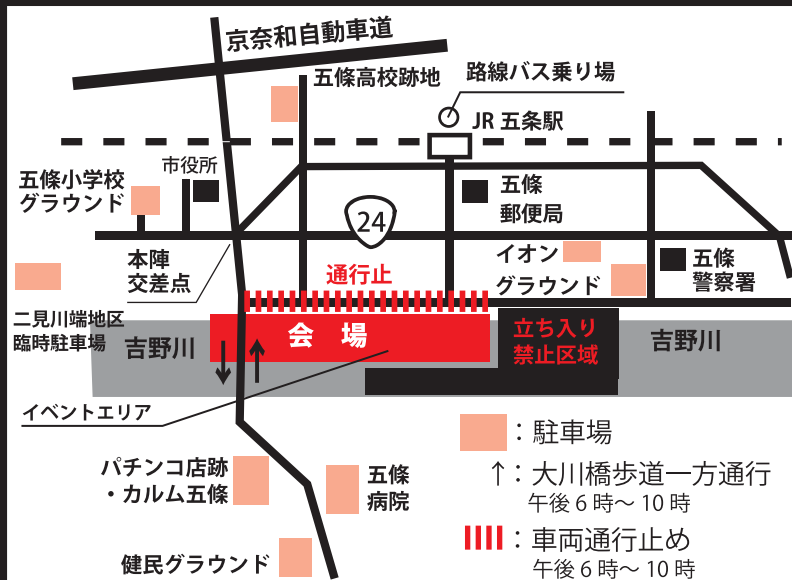 京奈和自動車道
五條高校跡地
路線バス乗り場
JR 五条駅
市役所
五條小学校
グラウンド
五條
郵便局
24
本陣
交差点
通行止
イオン
グラウンド
五條
警察署
二見川端地区
臨時駐車場
吉野川
会 場
立ち入り
禁止区域
吉野川
イベントエリア
：駐車場
パチンコ店跡
・カルム五條
五條
病院
↑：大川橋歩道一方通行
午後 6 時～ 10 時
：車両通行止め
午後 6 時～ 10 時
健民グラウンド